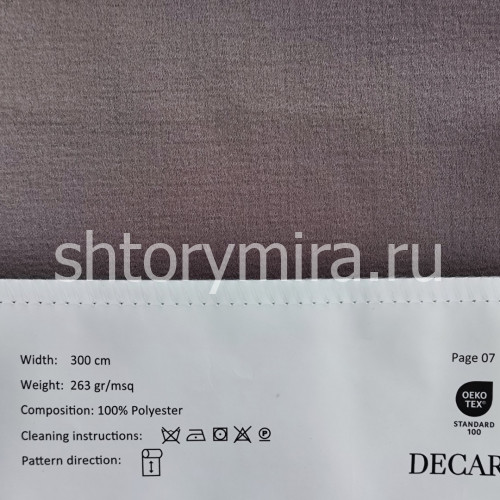 shtorymira.ru
Width: 300 cm
Page 07
Weight: 263 gr/msq
OEKO
TEX®
Composition: 100% Polyester
STANDARD
100
Cleaning instructions: P
Pattern direction:
DECAR